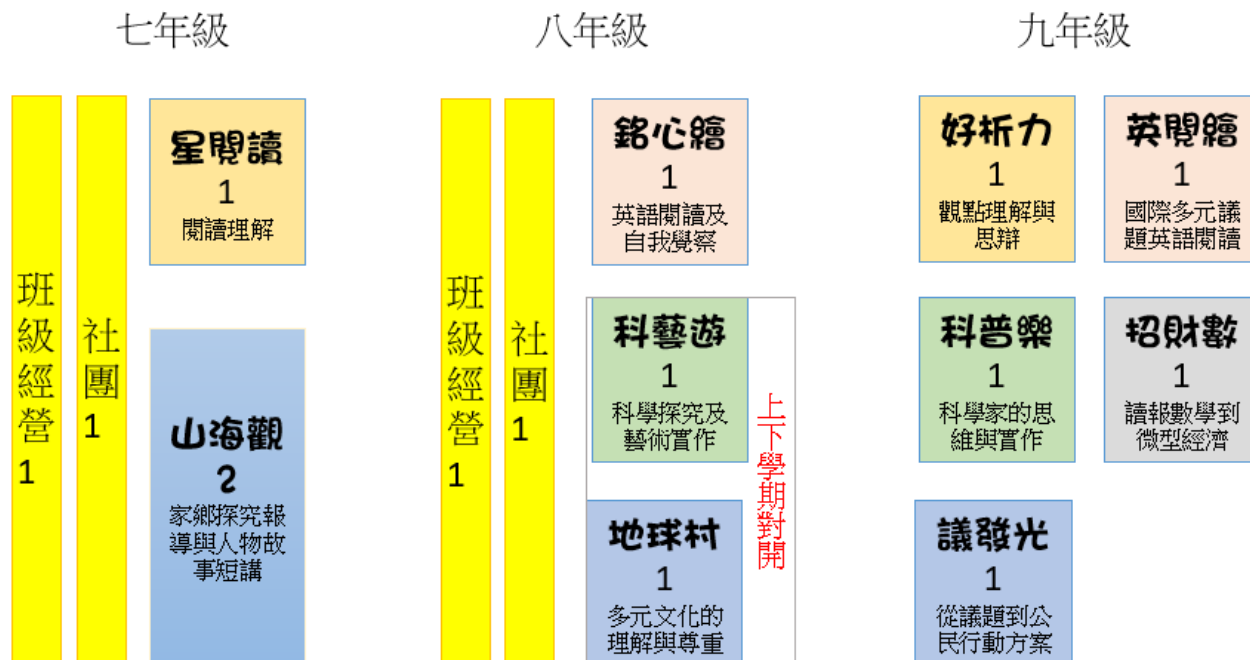 七年級
班級經營
1
社團
1
星閱讀
1
閱讀理解
山海觀
2
家鄉探究報
導與人物故
事短講
八年級
班級經營
1
社團
1
銘心繪
1
英語閱讀及
自我覺察
科藝遊
1
科學探究及
藝術實作
地球村
1
多元文化的
理解與尊重
上下學期對開
九年級
好析力
1
觀點理解與
思辯
英閱繪
1
國際多元議
題英語閱讀
科普樂
1
科學家的思
維與實作
招財數
1
讀報數學到
微型經濟
議發光
1
從議題到公
民行動方案